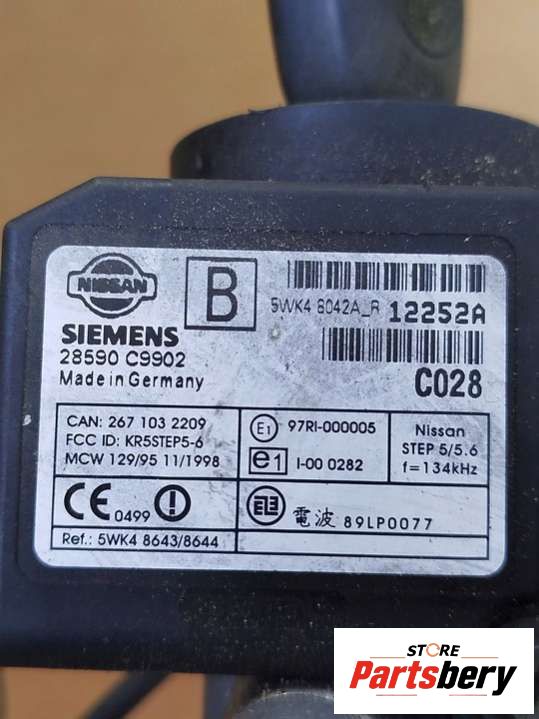 NISSAN
B
5WK4 8042A_R 12252A
SIEMENS
28590 C9902
Made in Germany
C028
CAN: 267 103 2209
FCC ID: KR5STEP5-6
MCW 129/95 11/1998
E1 97RI-000005
e1 I-00 0282
Nissan
STEP 5/5.6
f=134kHz
CE 0499
電波 89LP0077
Ref.: 5WK4 8643/8644
STORE
Partsbery